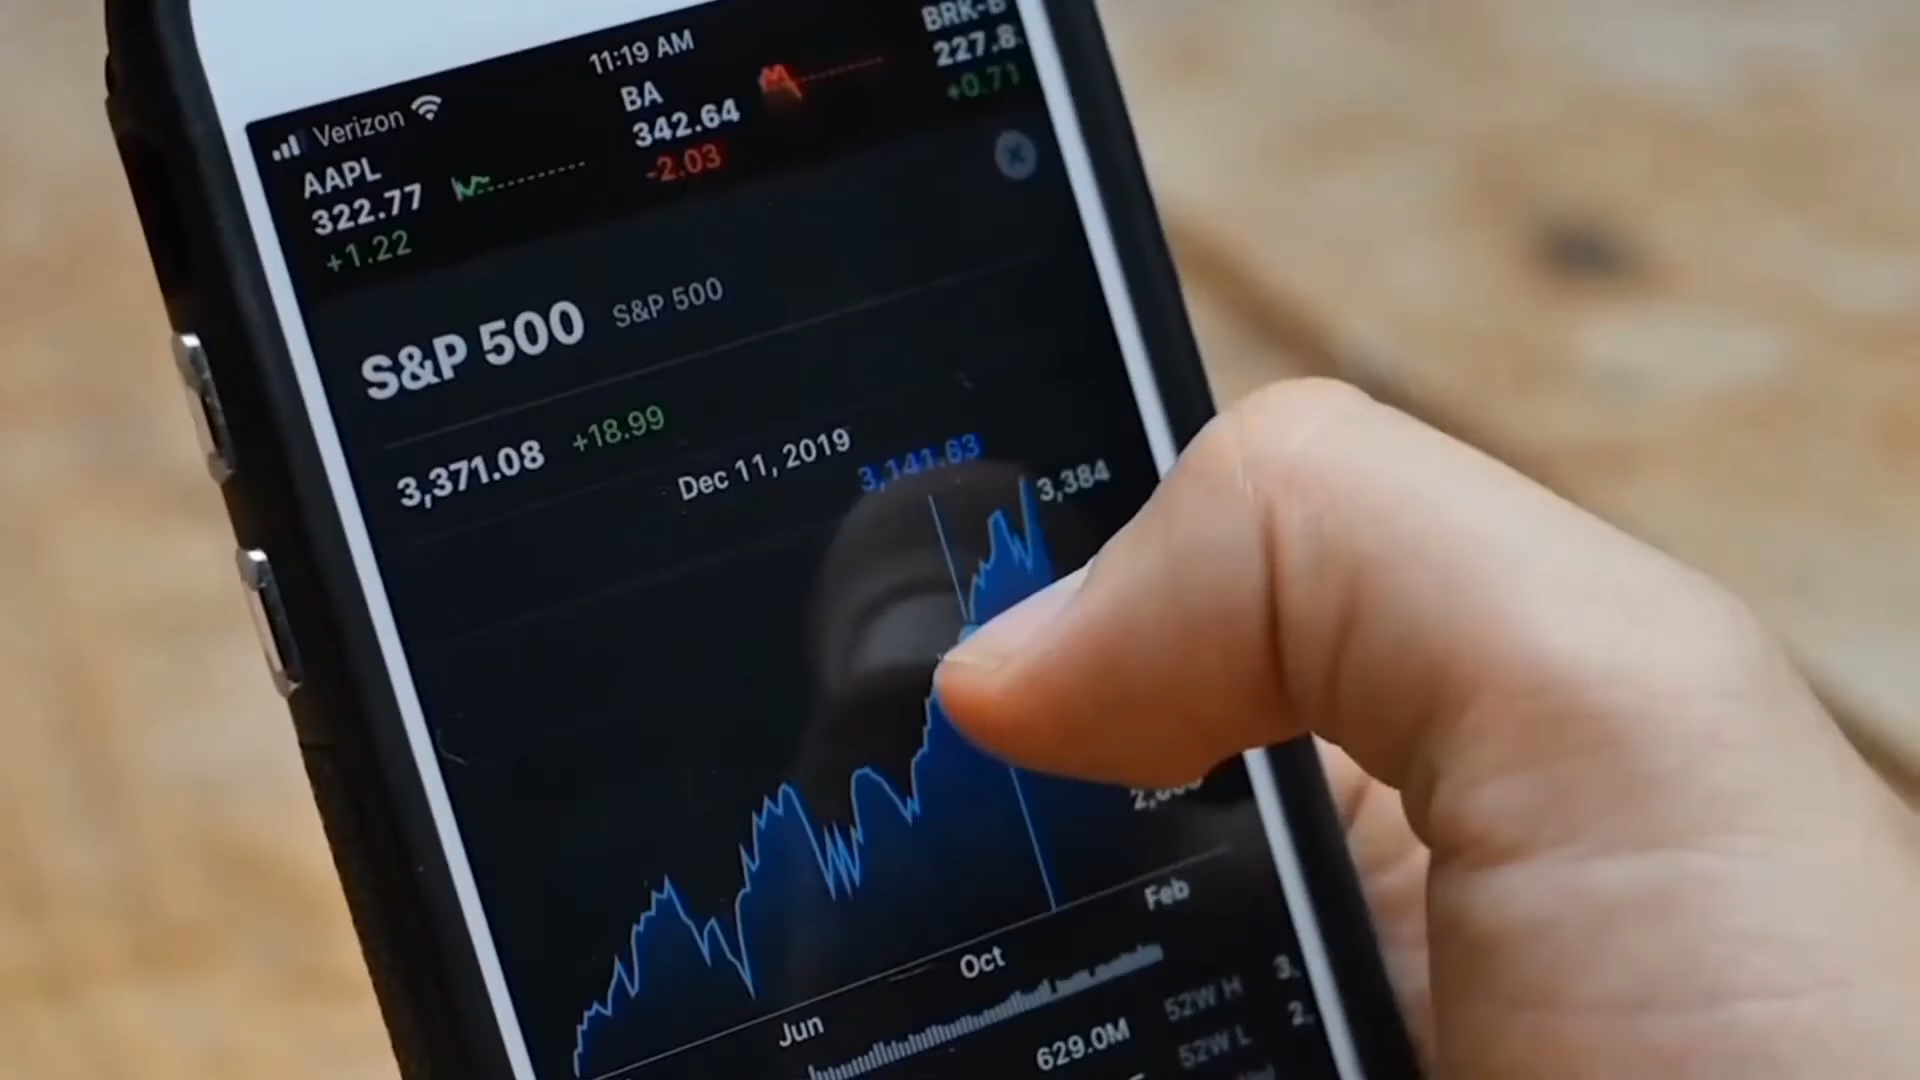 11:19 AM
Verizon
AAPL
322.77
+1.22
BA
342.64
-2.03
BRK-B
227.8
+0.71
S&P 500 S&P 500
3,371.08 +18.99
Dec 11, 2019 3,141.63
3,384
Jun Oct Feb
629.0M
52W H 3.
52W L 2.